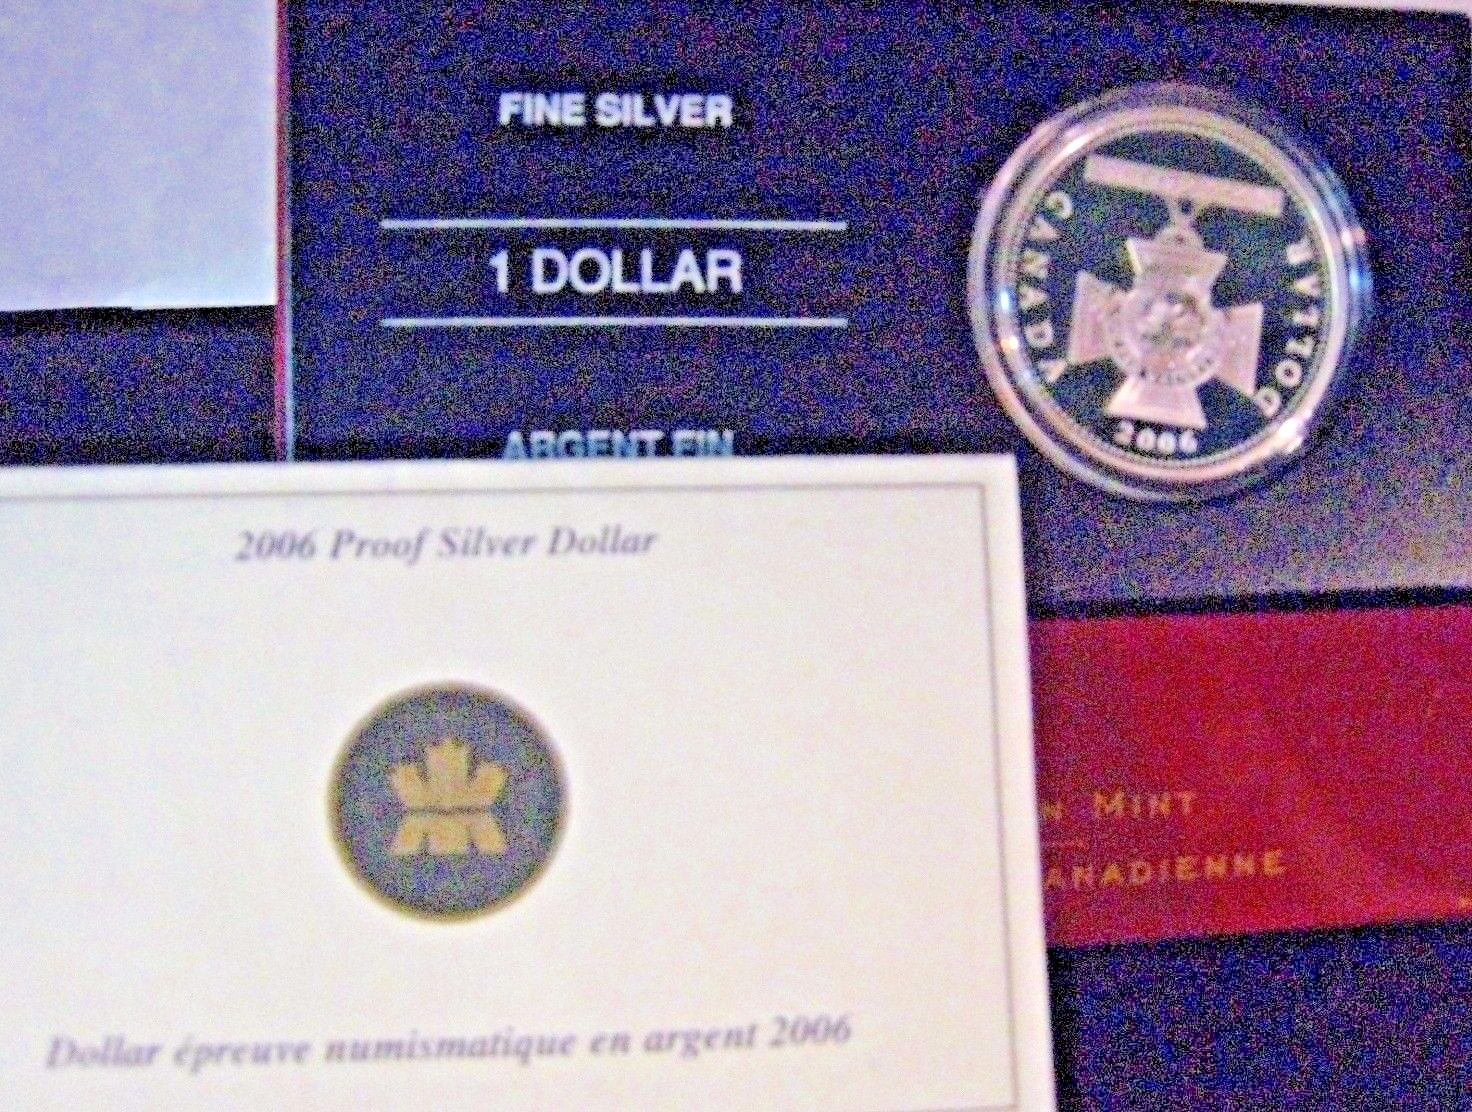 FINE SILVER
1 DOLLAR
ARGENT FIN
CANADA
DOLLAR
2006
2006 Proof Silver Dollar
Dollar épreuve numismatique en argent 2006
N MINT
ANADIENNE